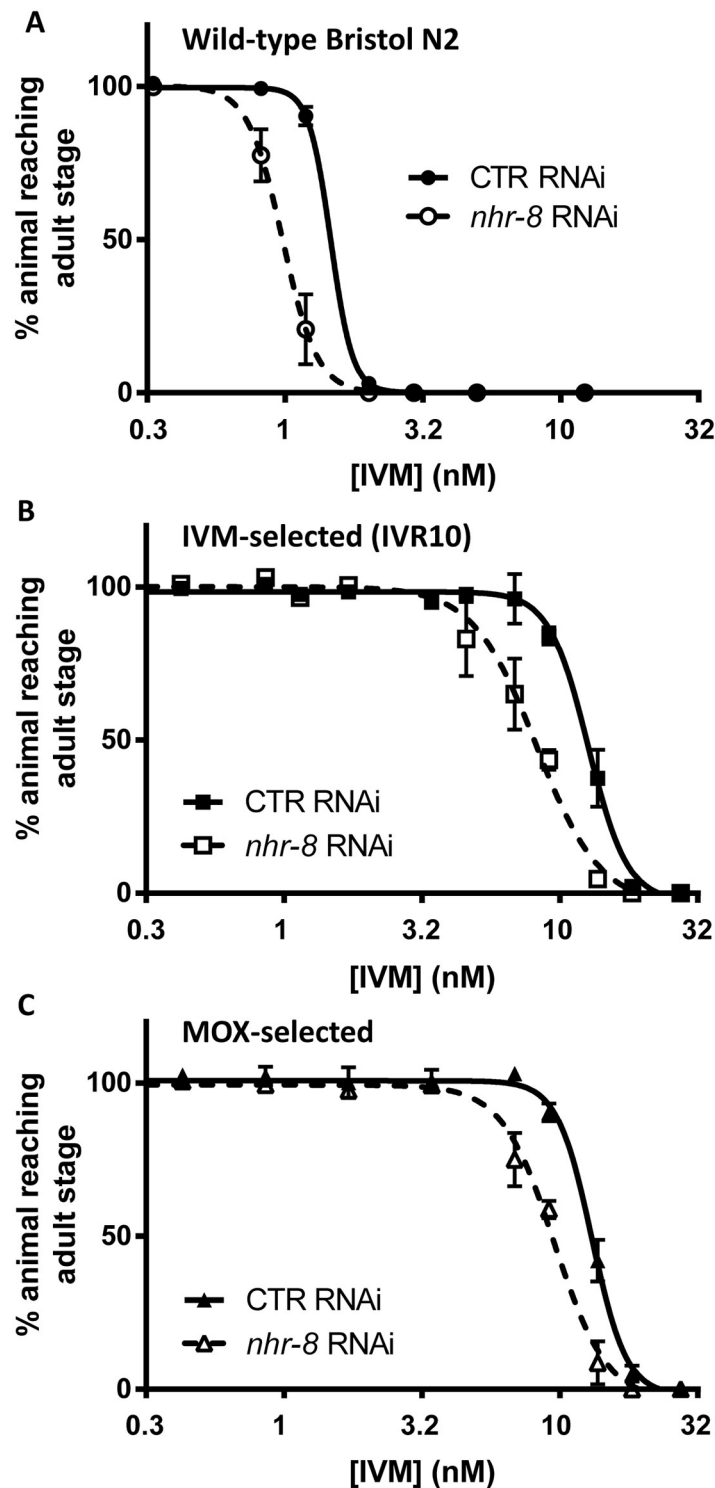 A
Wild-type Bristol N2
% animal reaching
adult stage
100
50
0
CTR RNAi
nhr-8 RNAi
0.3 1 3.2 10 32
[IVM] (nM)
B
IVM-selected (IVR10)
% animal reaching
adult stage
100
50
0
CTR RNAi
nhr-8 RNAi
0.3 1 3.2 10 32
[IVM] (nM)
C
MOX-selected
% animal reaching
adult stage
100
50
0
CTR RNAi
nhr-8 RNAi
0.3 1 3.2 10 32
[IVM] (nM)